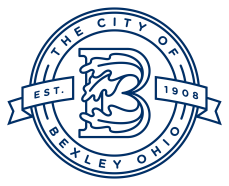 THE CITY OF
EST.
B
1908
BEXLEY OHIO